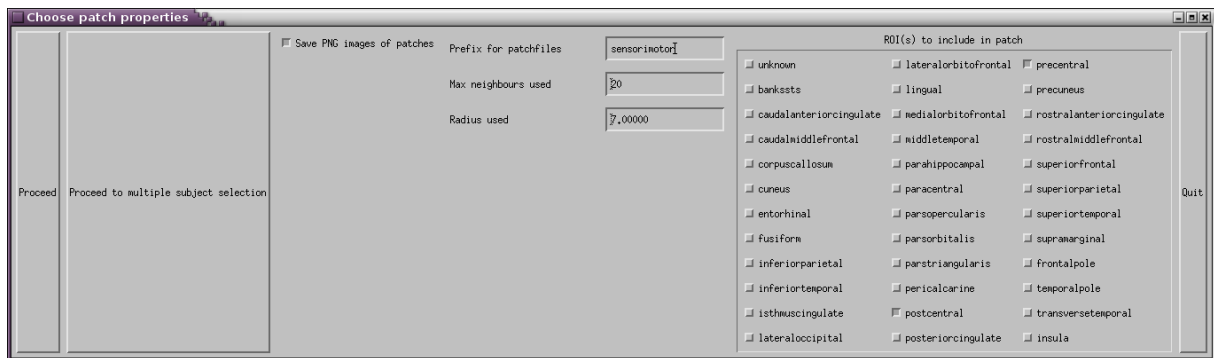 Choose patch properties
Proceed
Proceed to multiple subject selection
Save PNG images of patches
Prefix for patchfiles
sensorimotor
Max neighbours used
20
Radius used
7.00000
ROI(s) to include in patch
unknown
bankssts
caudalanteriorcingulate
caudalmiddlefrontal
corpuscallosum
cuneus
entorhinal
fusiform
inferiorparietal
inferiortemporal
isthmuscingulate
lateraloccipital
lateralorbitofrontal
lingual
medialorbitofrontal
middletemporal
parahippocampal
paracentral
parsopercularis
parsorbitalis
parstriangularis
pericalcarine
postcentral
posteriorcingulate
precentral
precuneus
rostralanteriorcingulate
rostralmiddlefrontal
superiorfrontal
superiorparietal
superiortemporal
supramarginal
frontalpole
temporalpole
transversetemporal
insula
Quit